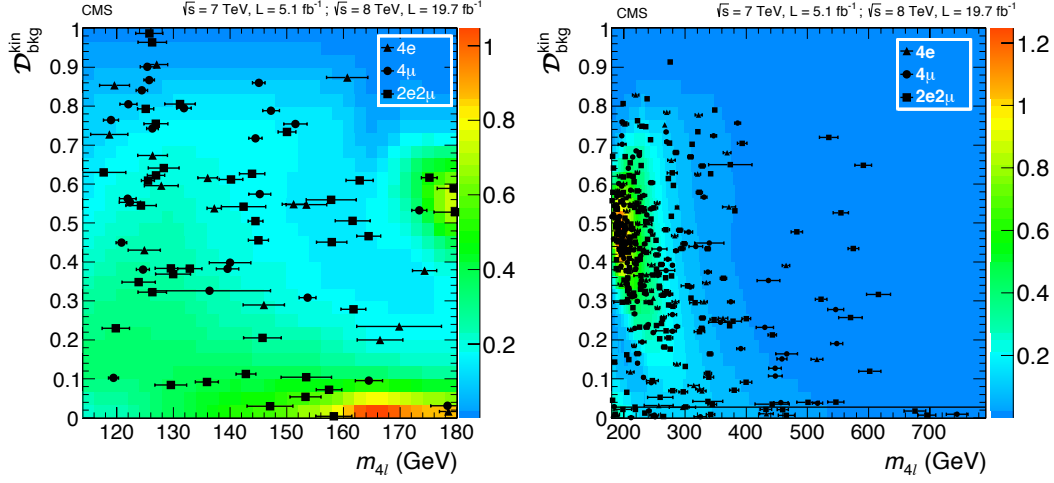 CMS √s = 7 TeV, L = 5.1 fb⁻¹ ; √s = 8 TeV, L = 19.7 fb⁻¹
𝒟ᵏⁱⁿbkg
1
0.9
0.8
0.7
0.6
0.5
0.4
0.3
0.2
0.1
0
4e
4μ
2e2μ
120 130 140 150 160 170 180
m4l (GeV)
1
0.8
0.6
0.4
0.2
CMS √s = 7 TeV, L = 5.1 fb⁻¹ ; √s = 8 TeV, L = 19.7 fb⁻¹
𝒟ᵏⁱⁿbkg
1
0.9
0.8
0.7
0.6
0.5
0.4
0.3
0.2
0.1
0
4e
4μ
2e2μ
200 300 400 500 600 700
m4l (GeV)
1.2
1
0.8
0.6
0.4
0.2